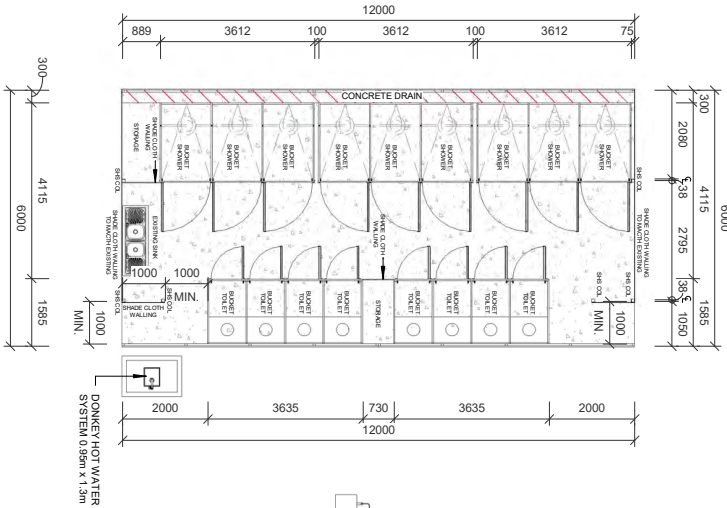 12000
889
3612
100
3612
100
3612
75
300
4115
6000
1585
CONCRETE DRAIN
STORAGE
SHADE CLOTH
WALLING
BUCKET
SHOWER
BUCKET
SHOWER
BUCKET
SHOWER
BUCKET
SHOWER
BUCKET
SHOWER
BUCKET
SHOWER
BUCKET
SHOWER
BUCKET
SHOWER
BUCKET
SHOWER
SHS COL
SHS COL
300
2080
38
4115
6000
2795
38
1585
1050
SHADE CLOTH WALLING
TO MACTH EXISTING
EXISTING SINK
SHADE CLOTH
WALLING
SHADE CLOTH WALLING
TO MACTH EXISTING
1000
1000
MIN.
SHS COL
SHS COL
SHADE CLOTH
WALLING
1000
MIN.
BUCKET
TOILET
BUCKET
TOILET
BUCKET
TOILET
BUCKET
TOILET
STORAGE
BUCKET
TOILET
BUCKET
TOILET
BUCKET
TOILET
BUCKET
TOILET
SHS COL
SHS COL
1000
MIN.
DONKEY HOT WATER
SYSTEM 0.95m x 1.3m
2000
3635
730
3635
2000
12000